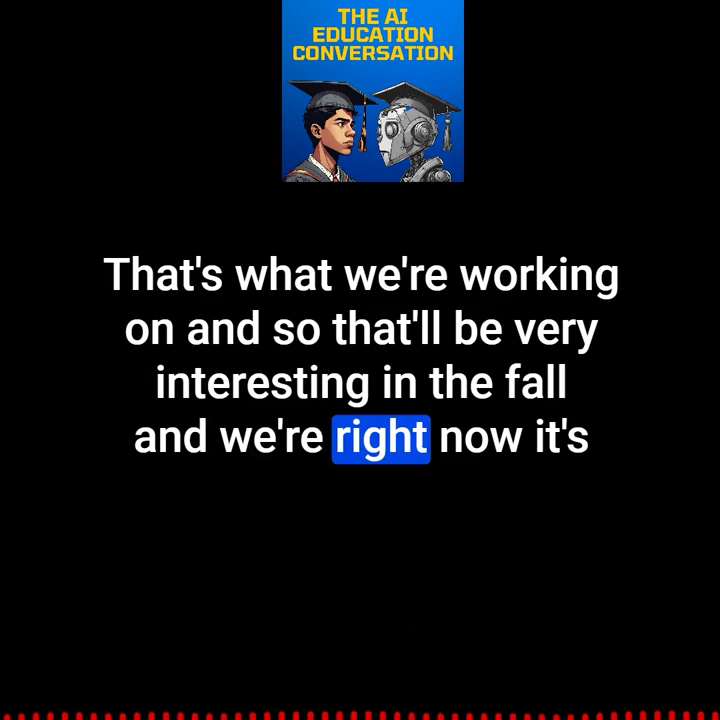 THE AI
EDUCATION
CONVERSATION
That's what we're working
on and so that'll be very
interesting in the fall
and we're right now it's